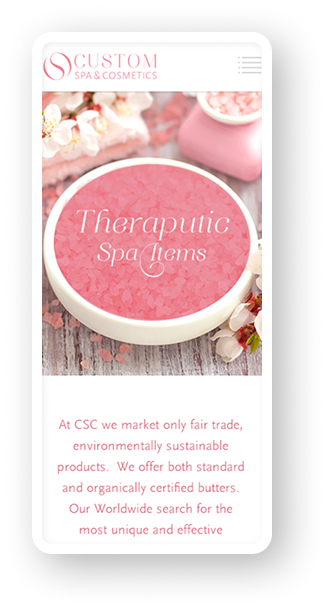 CUSTOM
SPA & COSMETICS
Theraputic
Spa Items
At CSC we market only fair trade,
environmentally sustainable
products. We offer both standard
and organically certified butters.
Our Worldwide search for the
most unique and effective